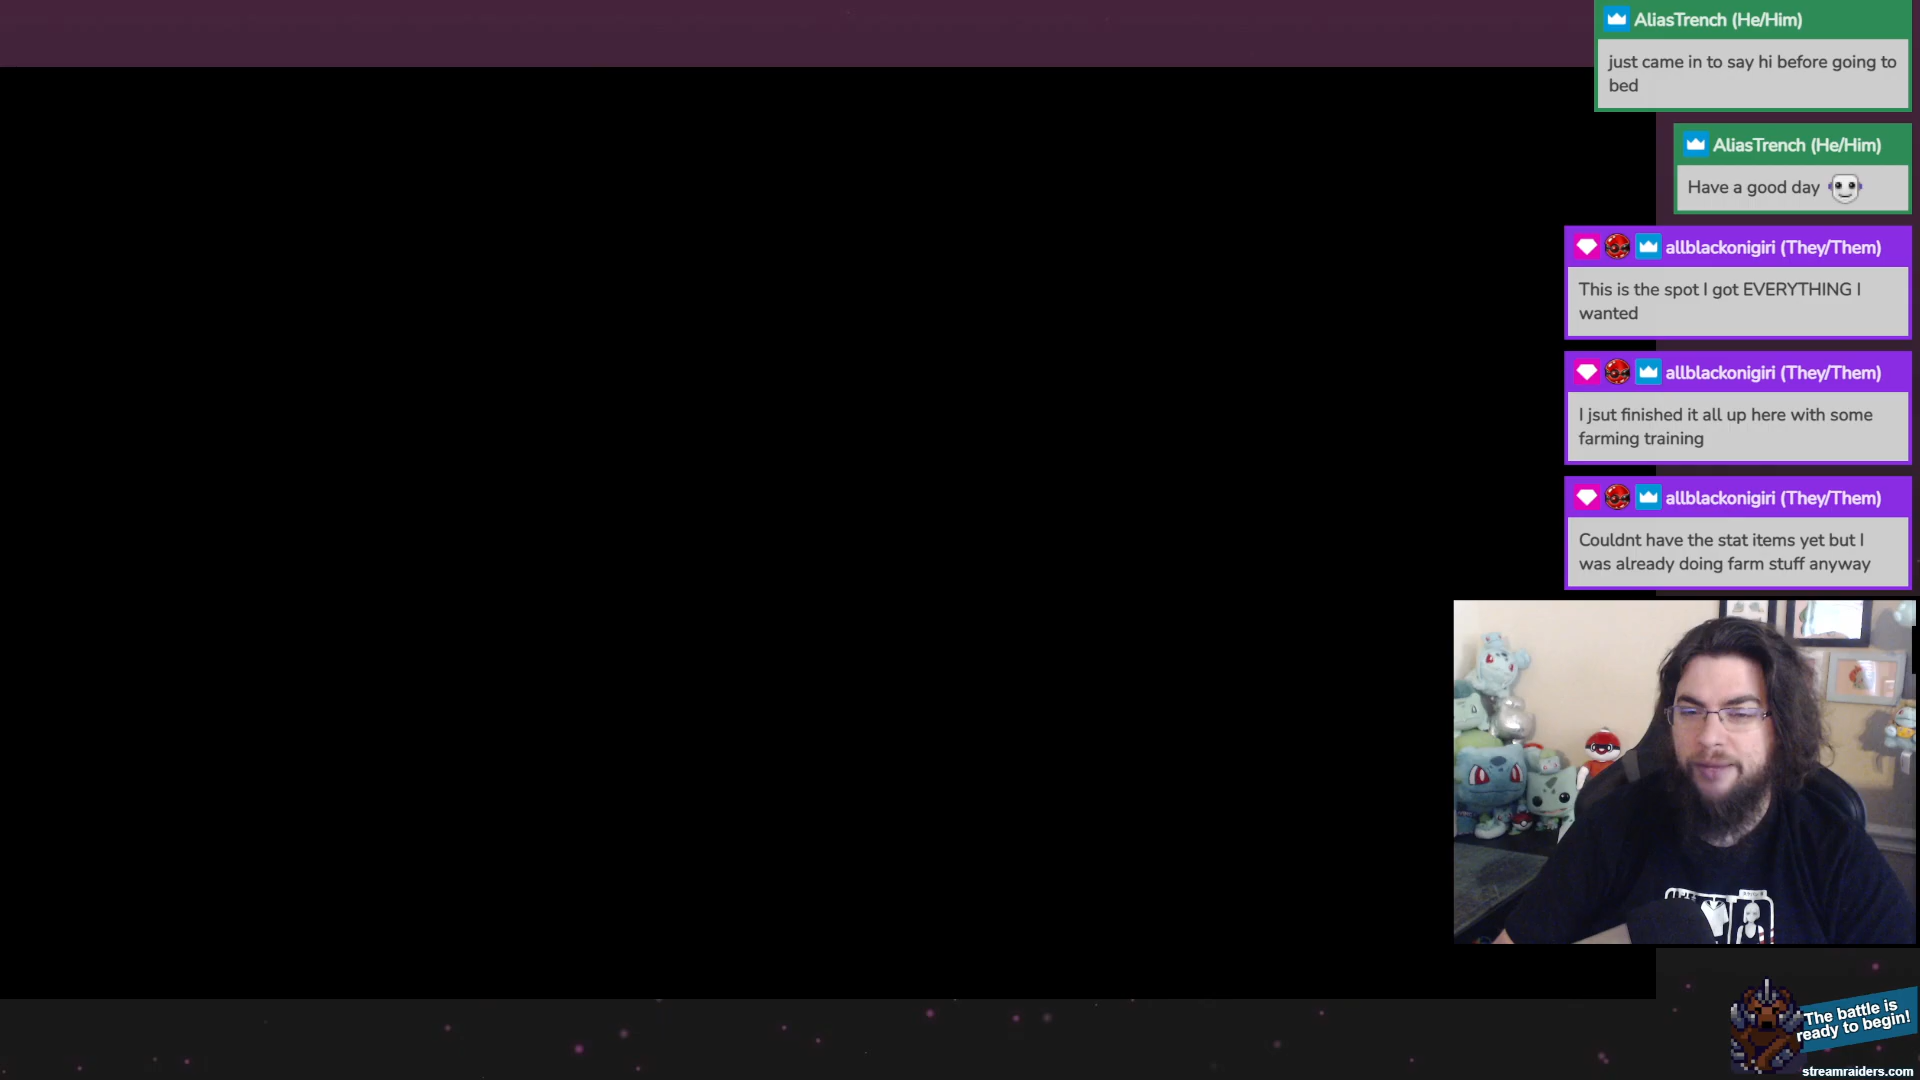 AliasTrench (He/Him)
just came in to say hi before going to
bed
AliasTrench (He/Him)
Have a good day
allblackonigiri (They/Them)
This is the spot I got EVERYTHING I
wanted
allblackonigiri (They/Them)
I jsut finished it all up here with some
farming training
allblackonigiri (They/Them)
Couldnt have the stat items yet but I
was already doing farm stuff anyway
The battle is
ready to begin!
streamraiders.com